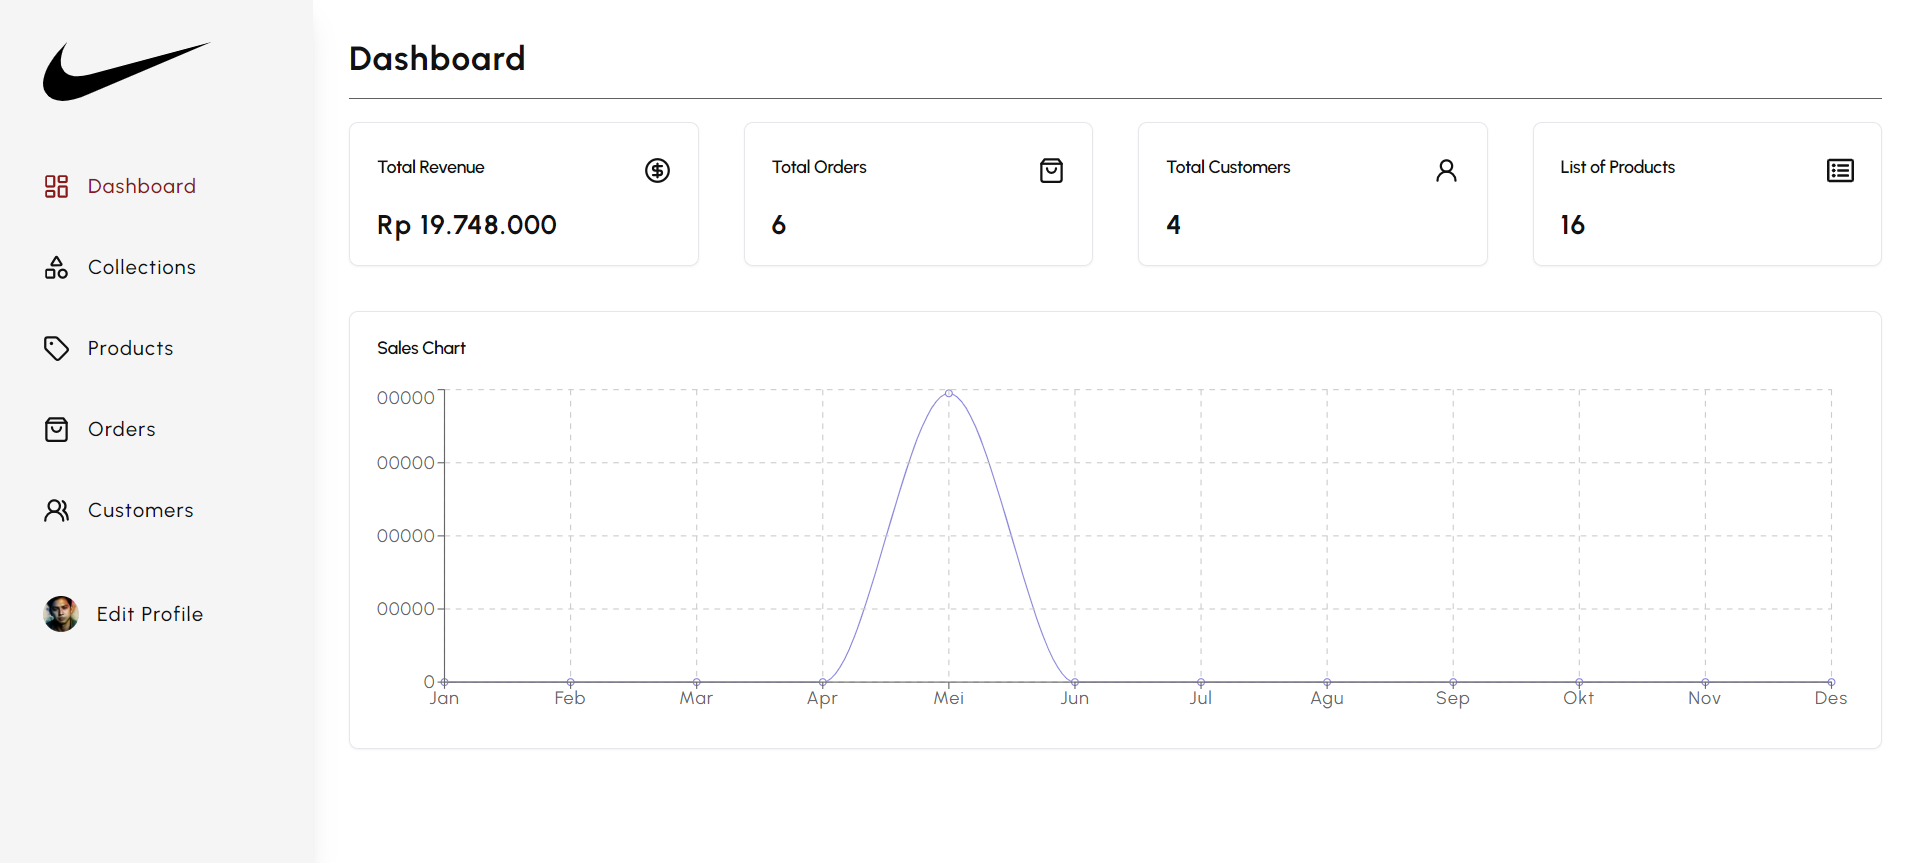 Dashboard
Dashboard
Collections
Products
Orders
Customers
Edit Profile
Total Revenue
Rp 19.748.000
Total Orders
6
Total Customers
4
List of Products
16
Sales Chart
00000
00000
00000
00000
0
Jan Feb Mar Apr Mei Jun Jul Agu Sep Okt Nov Des